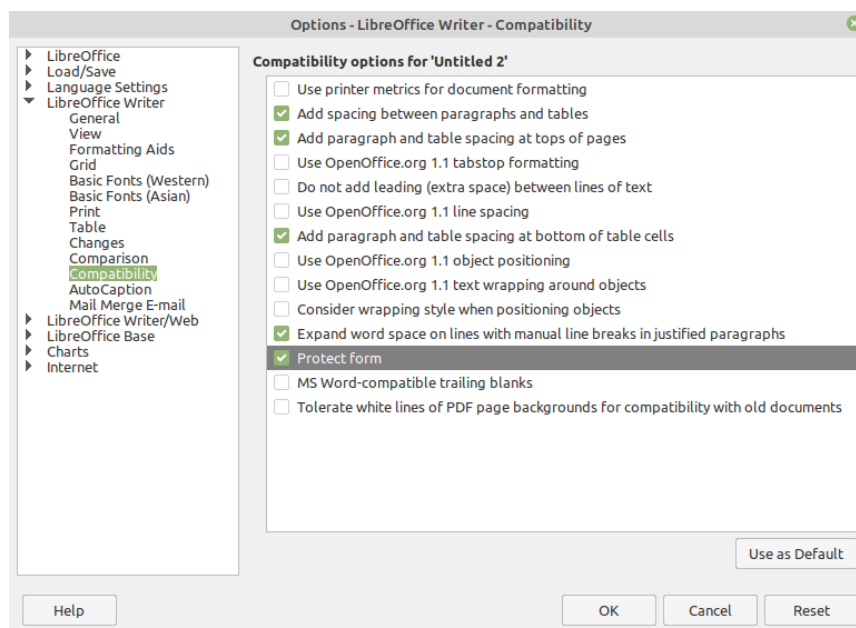 Options - LibreOffice Writer - Compatibility
LibreOffice
Load/Save
Language Settings
LibreOffice Writer
General
View
Formatting Aids
Grid
Basic Fonts (Western)
Basic Fonts (Asian)
Print
Table
Changes
Comparison
Compatibility
AutoCaption
Mail Merge E-mail
LibreOffice Writer/Web
LibreOffice Base
Charts
Internet
Compatibility options for 'Untitled 2'
Use printer metrics for document formatting
Add spacing between paragraphs and tables
Add paragraph and table spacing at tops of pages
Use OpenOffice.org 1.1 tabstop formatting
Do not add leading (extra space) between lines of text
Use OpenOffice.org 1.1 line spacing
Add paragraph and table spacing at bottom of table cells
Use OpenOffice.org 1.1 object positioning
Use OpenOffice.org 1.1 text wrapping around objects
Consider wrapping style when positioning objects
Expand word space on lines with manual line breaks in justified paragraphs
Protect form
MS Word-compatible trailing blanks
Tolerate white lines of PDF page backgrounds for compatibility with old documents
Use as Default
Help
OK
Cancel
Reset